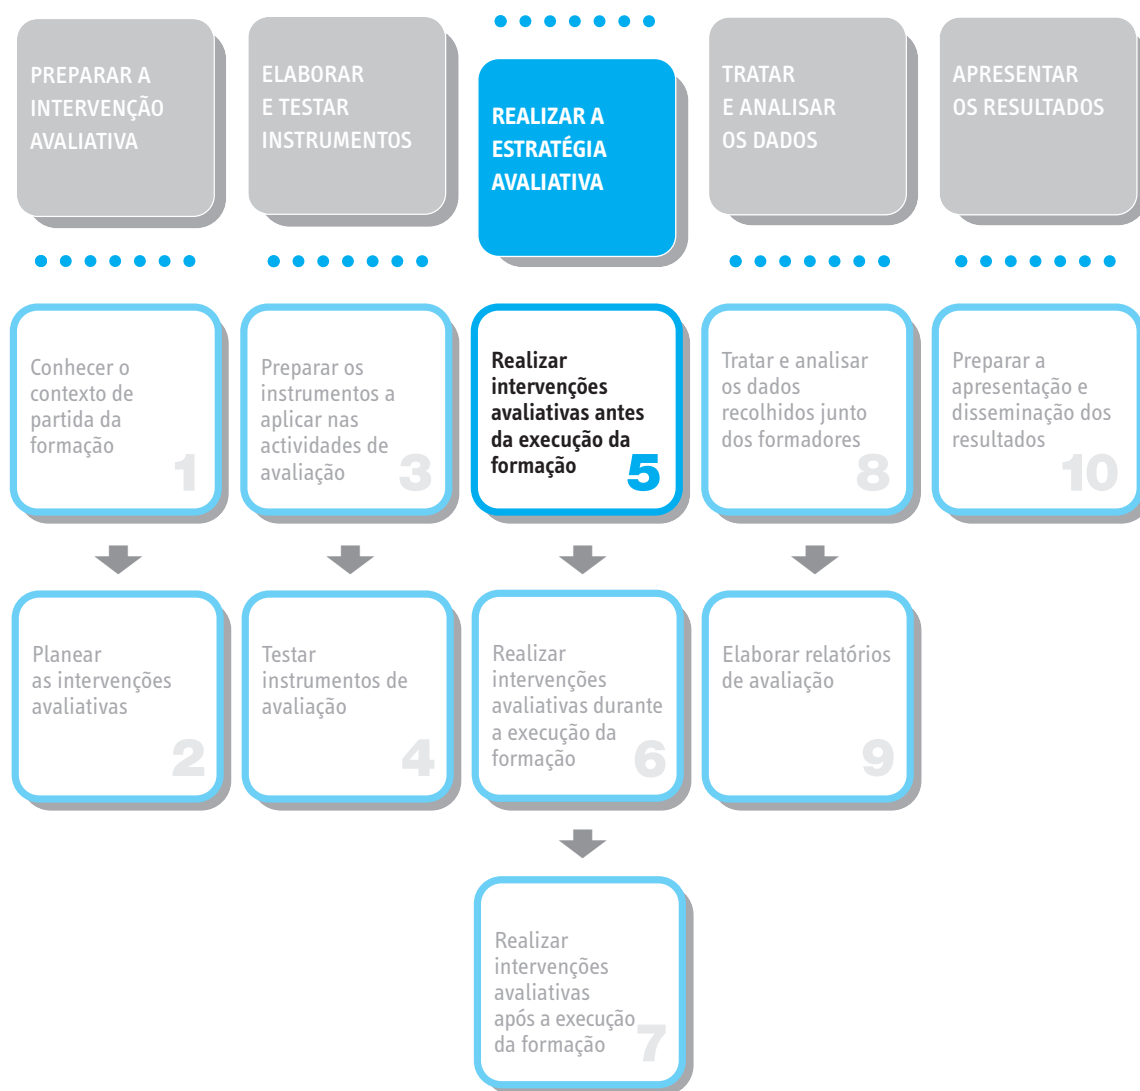 PREPARAR A
INTERVENÇÃO
AVALIATIVA
ELABORAR
E TESTAR
INSTRUMENTOS
REALIZAR A
ESTRATÉGIA
AVALIATIVA
TRATAR
E ANALISAR
OS DADOS
APRESENTAR
OS RESULTADOS
Conhecer o
contexto de
partida da
formação
1
Preparar os
instrumentos a
aplicar nas
actividades de
avaliação
3
Realizar
intervenções
avaliativas antes
da execução da
formação
5
Tratar e analisar
os dados
recolhidos junto
dos formadores
8
Preparar a
apresentação e
disseminação dos
resultados
10
Planear
as intervenções
avaliativas
2
Testar
instrumentos de
avaliação
4
Realizar
intervenções
avaliativas durante
a execução da
formação
6
Elaborar relatórios
de avaliação
9
Realizar
intervenções
avaliativas
após a execução
da formação
7